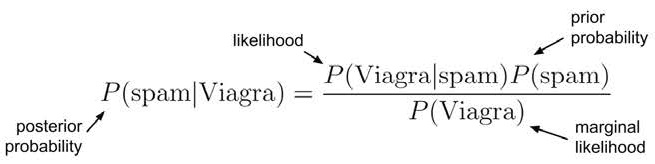 prior
probability
likelihood
P(Viagra|spam)P(spam)
P(spam|Viagra) =
P(Viagra)
posterior
probability
marginal
likelihood